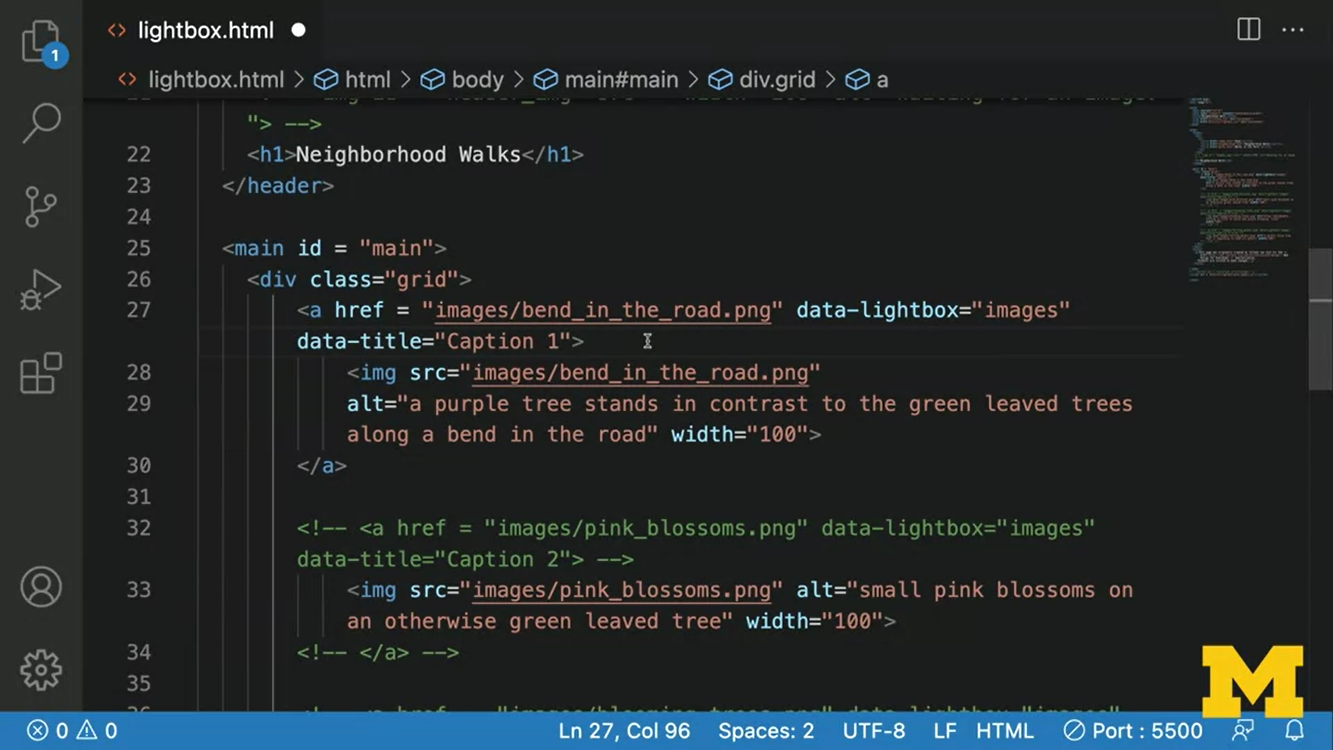 lightbox.html
1
lightbox.html > html > body > main#main > div.grid > a
"> -->
22 <h1>Neighborhood Walks</h1>
23 </header>
24
25 <main id = "main">
26 <div class="grid">
27 <a href = "images/bend_in_the_road.png" data-lightbox="images"
data-title="Caption 1">
28 <img src="images/bend_in_the_road.png"
29 alt="a purple tree stands in contrast to the green leaved trees
along a bend in the road" width="100">
30 </a>
31
32 <!-- <a href = "images/pink_blossoms.png" data-lightbox="images"
data-title="Caption 2"> -->
33 <img src="images/pink_blossoms.png" alt="small pink blossoms on
an otherwise green leaved tree" width="100">
34 <!-- </a> -->
35
M
0 0 Ln 27, Col 96 Spaces: 2 UTF-8 LF HTML Port : 5500